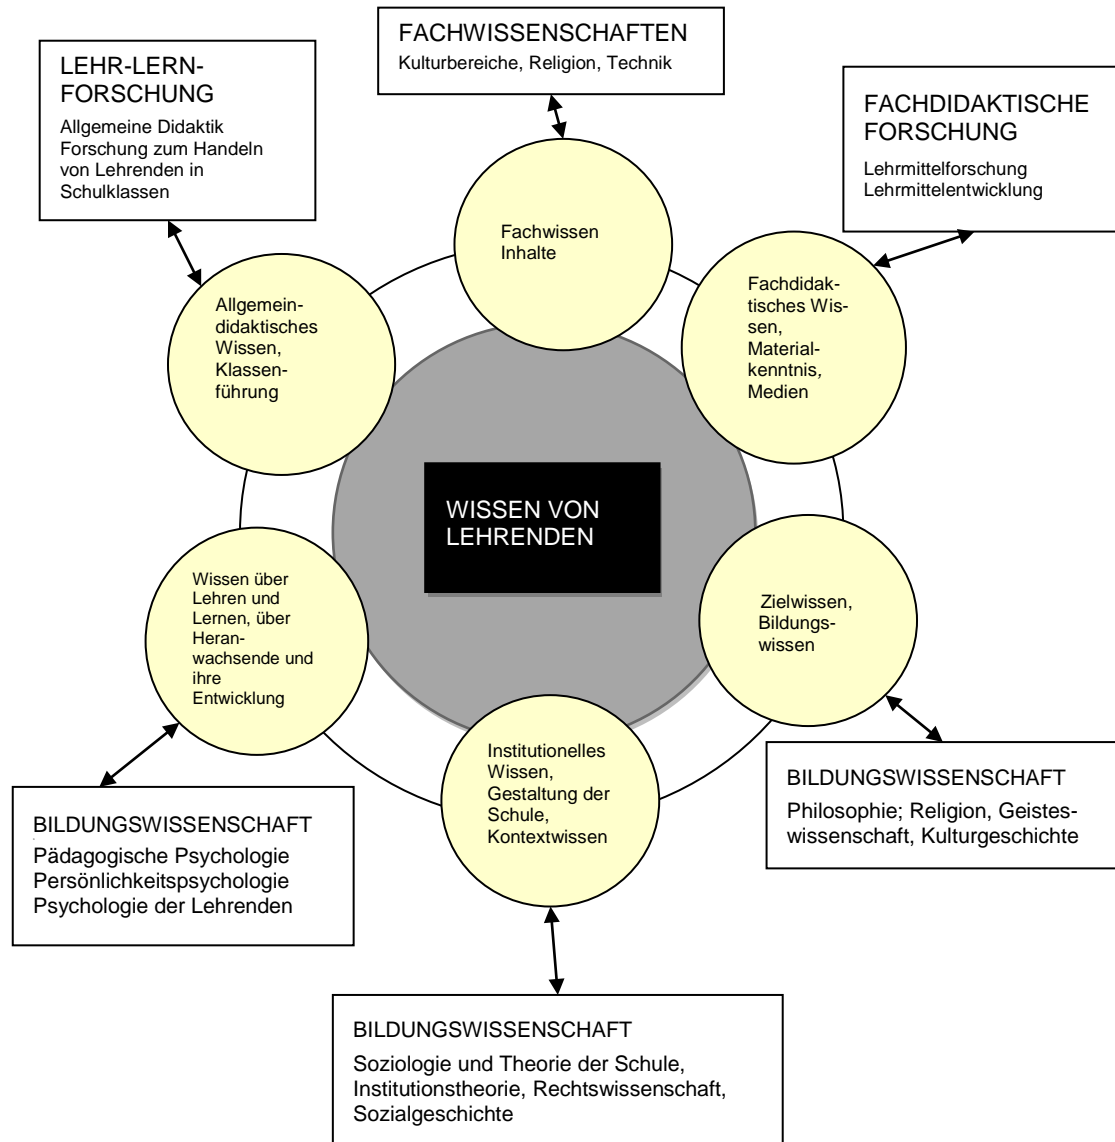 FACHWISSENSCHAFTEN
Kulturbereiche, Religion, Technik
LEHR-LERN-
FORSCHUNG
Allgemeine Didaktik
Forschung zum Handeln
von Lehrenden in
Schulklassen
FACHDIDAKTISCHE
FORSCHUNG
Lehrmittelforschung
Lehrmittelentwicklung
Fachwissen
Inhalte
Allgemein-
didaktisches
Wissen,
Klassen-
führung
Fachdidak-
tisches Wis-
sen,
Material-
kenntnis,
Medien
WISSEN VON
LEHRENDEN
Wissen über
Lehren und
Lernen, über
Heran-
wachsende und
ihre
Entwicklung
Zielwissen,
Bildungs-
wissen
Institutionelles
Wissen,
Gestaltung der
Schule,
Kontextwissen
BILDUNGSWISSENSCHAFT
Philosophie; Religion, Geistes-
wissenschaft, Kulturgeschichte
BILDUNGSWISSENSCHAFT
Pädagogische Psychologie
Persönlichkeitspsychologie
Psychologie der Lehrenden
BILDUNGSWISSENSCHAFT
Soziologie und Theorie der Schule,
Institutionstheorie, Rechtswissenschaft,
Sozialgeschichte